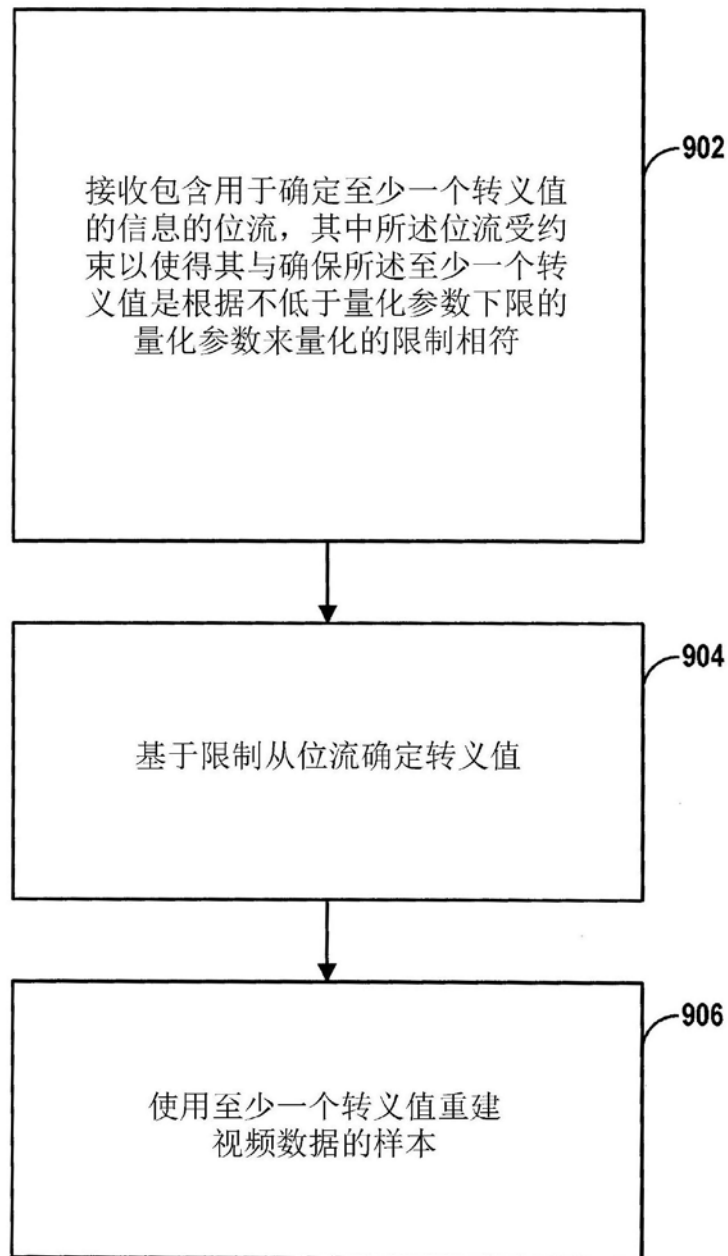 接收包含用于确定至少一个转义值
的信息的位流，其中所述位流受约
束以使得其与确保所述至少一个转
义值是根据不低于量化参数下限的
量化参数来量化的限制相符
902
基于限制从位流确定转义值
904
使用至少一个转义值重建
视频数据的样本
906